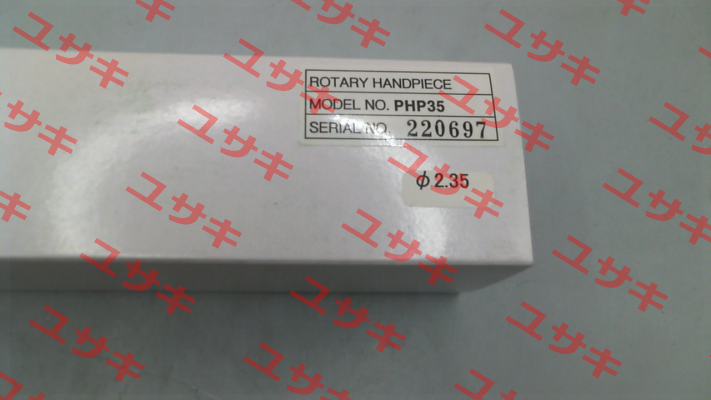 ROTARY HANDPIECE
MODEL NO. PHP35
SERIAL NO. 220697
φ2.35
ユサキ